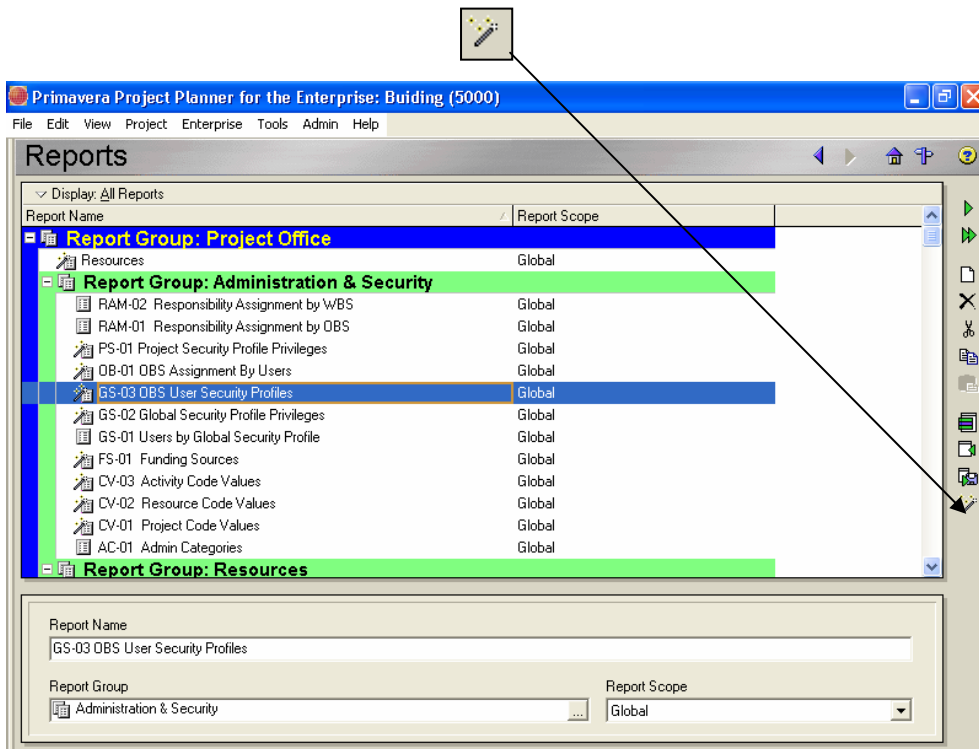 Primavera Project Planner for the Enterprise: Buiding (5000)
File Edit View Project Enterprise Tools Admin Help
Reports
Display: All Reports
Report Name Report Scope
Report Group: Project Office
Resources Global
Report Group: Administration & Security
RAM-02 Responsibility Assignment by WBS Global
RAM-01 Responsibility Assignment by OBS Global
PS-01 Project Security Profile Privileges Global
OB-01 OBS Assignment By Users Global
GS-03 OBS User Security Profiles Global
GS-02 Global Security Profile Privileges Global
GS-01 Users by Global Security Profile Global
FS-01 Funding Sources Global
CV-03 Activity Code Values Global
CV-02 Resource Code Values Global
CV-01 Project Code Values Global
AC-01 Admin Categories Global
Report Group: Resources
Report Name
GS-03 OBS User Security Profiles
Report Group Report Scope
Administration & Security ... Global